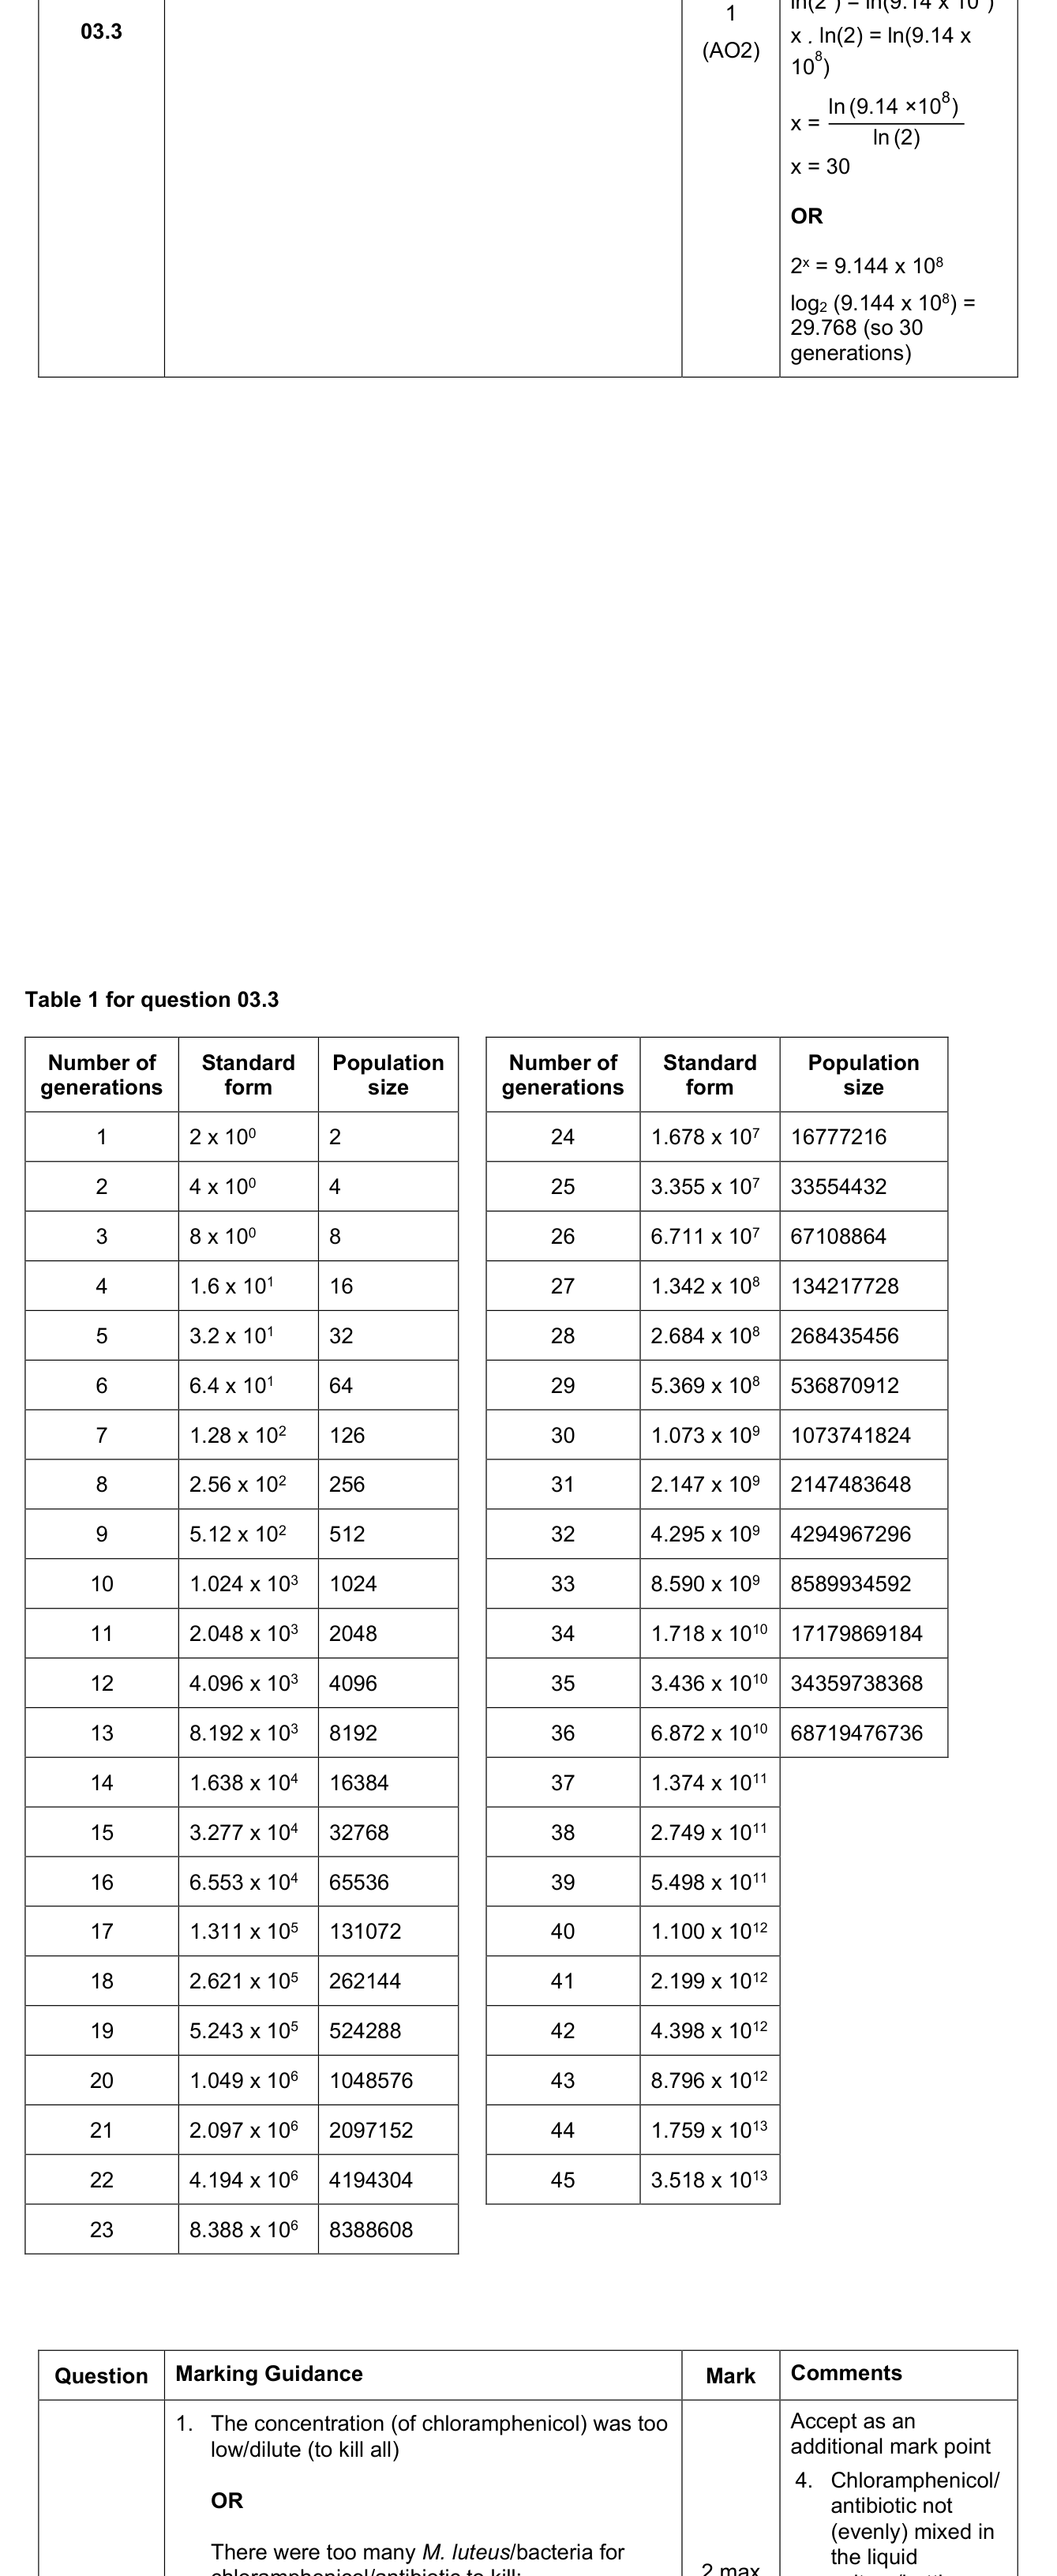 ln(2 ) = ln(9.14 x 10 )
03.3
1
(AO2)
x . ln(2) = ln(9.14 x
10⁸)
x = ln (9.14 ×10⁸) / ln (2)
x = 30
OR
2ˣ = 9.144 x 10⁸
log₂ (9.144 x 10⁸) =
29.768 (so 30
generations)
Table 1 for question 03.3
Number of generations Standard form Population size
1 2 x 10⁰ 2
2 4 x 10⁰ 4
3 8 x 10⁰ 8
4 1.6 x 10¹ 16
5 3.2 x 10¹ 32
6 6.4 x 10¹ 64
7 1.28 x 10² 126
8 2.56 x 10² 256
9 5.12 x 10² 512
10 1.024 x 10³ 1024
11 2.048 x 10³ 2048
12 4.096 x 10³ 4096
13 8.192 x 10³ 8192
14 1.638 x 10⁴ 16384
15 3.277 x 10⁴ 32768
16 6.553 x 10⁴ 65536
17 1.311 x 10⁵ 131072
18 2.621 x 10⁵ 262144
19 5.243 x 10⁵ 524288
20 1.049 x 10⁶ 1048576
21 2.097 x 10⁶ 2097152
22 4.194 x 10⁶ 4194304
23 8.388 x 10⁶ 8388608
Number of generations Standard form Population size
24 1.678 x 10⁷ 16777216
25 3.355 x 10⁷ 33554432
26 6.711 x 10⁷ 67108864
27 1.342 x 10⁸ 134217728
28 2.684 x 10⁸ 268435456
29 5.369 x 10⁸ 536870912
30 1.073 x 10⁹ 1073741824
31 2.147 x 10⁹ 2147483648
32 4.295 x 10⁹ 4294967296
33 8.590 x 10⁹ 8589934592
34 1.718 x 10¹⁰ 17179869184
35 3.436 x 10¹⁰ 34359738368
36 6.872 x 10¹⁰ 68719476736
37 1.374 x 10¹¹
38 2.749 x 10¹¹
39 5.498 x 10¹¹
40 1.100 x 10¹²
41 2.199 x 10¹²
42 4.398 x 10¹²
43 8.796 x 10¹²
44 1.759 x 10¹³
45 3.518 x 10¹³
Question Marking Guidance Mark Comments
1. The concentration (of chloramphenicol) was too
low/dilute (to kill all)
OR
There were too many M. luteus/bacteria for
chloramphenicol/antibiotic to kill;
2 max
Accept as an
additional mark point
4. Chloramphenicol/
antibiotic not
(evenly) mixed in
the liquid